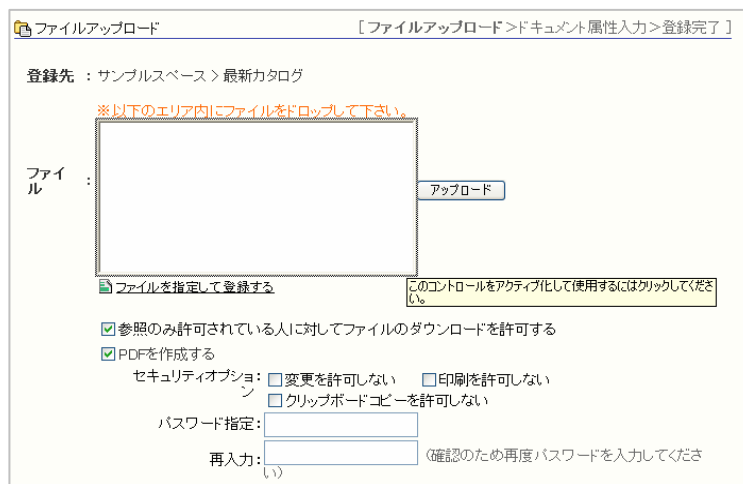 ファイルアップロード [ファイルアップロード>ドキュメント属性入力>登録完了]
登録先 : サンプルスペース > 最新カタログ
※以下のエリア内にファイルをドロップして下さい。
ファイ
ル :
アップロード
ファイルを指定して登録する
このコントロールをアクティブ化して使用するにはクリックしてくださ
い。
参照のみ許可されている人に対してファイルのダウンロードを許可する
PDFを作成する
セキュリティオプショ:
ン
変更を許可しない 印刷を許可しない
クリップボードコピーを許可しない
パスワード指定:
再入力: (確認のため再度パスワードを入力してくださ
い)